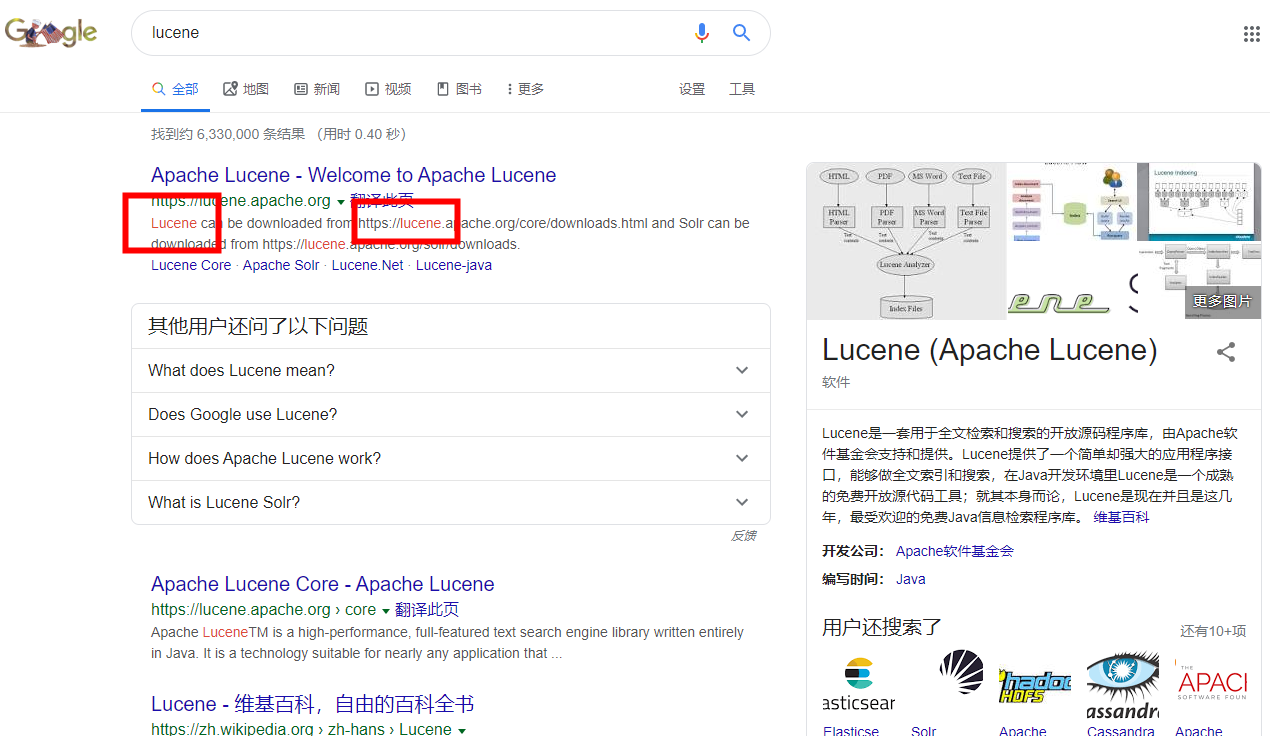 Google
lucene
全部 地图 新闻 视频 图书 更多 设置 工具
找到约 6,330,000 条结果 （用时 0.40 秒）
Apache Lucene - Welcome to Apache Lucene
https://lucene.apache.org 翻译此页
Lucene can be downloaded from https://lucene.apache.org/core/downloads.html and Solr can be
downloaded from https://lucene.apache.org/solr/downloads.
Lucene Core · Apache Solr · Lucene.Net · Lucene-java
其他用户还问了以下问题
What does Lucene mean?
Does Google use Lucene?
How does Apache Lucene work?
What is Lucene Solr?
反馈
Apache Lucene Core - Apache Lucene
https://lucene.apache.org › core 翻译此页
Apache LuceneTM is a high-performance, full-featured text search engine library written entirely
in Java. It is a technology suitable for nearly any application that ...
Lucene - 维基百科，自由的百科全书
https://zh.wikipedia.org › zh-hans › Lucene
HTML PDF MS Word Text File
HTML Parser PDF Parser MS Word Parser Text File Parser
Lucene Analyzer
Index Files
Lucene Indexing
更多图片
Lucene (Apache Lucene)
软件
Lucene是一套用于全文检索和搜索的开放源码程序库，由Apache软
件基金会支持和提供。Lucene提供了一个简单却强大的应用程序接
口，能够做全文索引和搜索，在Java开发环境里Lucene是一个成熟
的免费开放源代码工具；就其本身而论，Lucene是现在并且是这几
年，最受欢迎的免费Java信息检索程序库。 维基百科
开发公司： Apache软件基金会
编写时间： Java
用户还搜索了 还有10+项
asticsear hadoop HDFS assandra THE APACH SOFTWARE FOUN
Elasticse Solr Apache Cassandra Apache